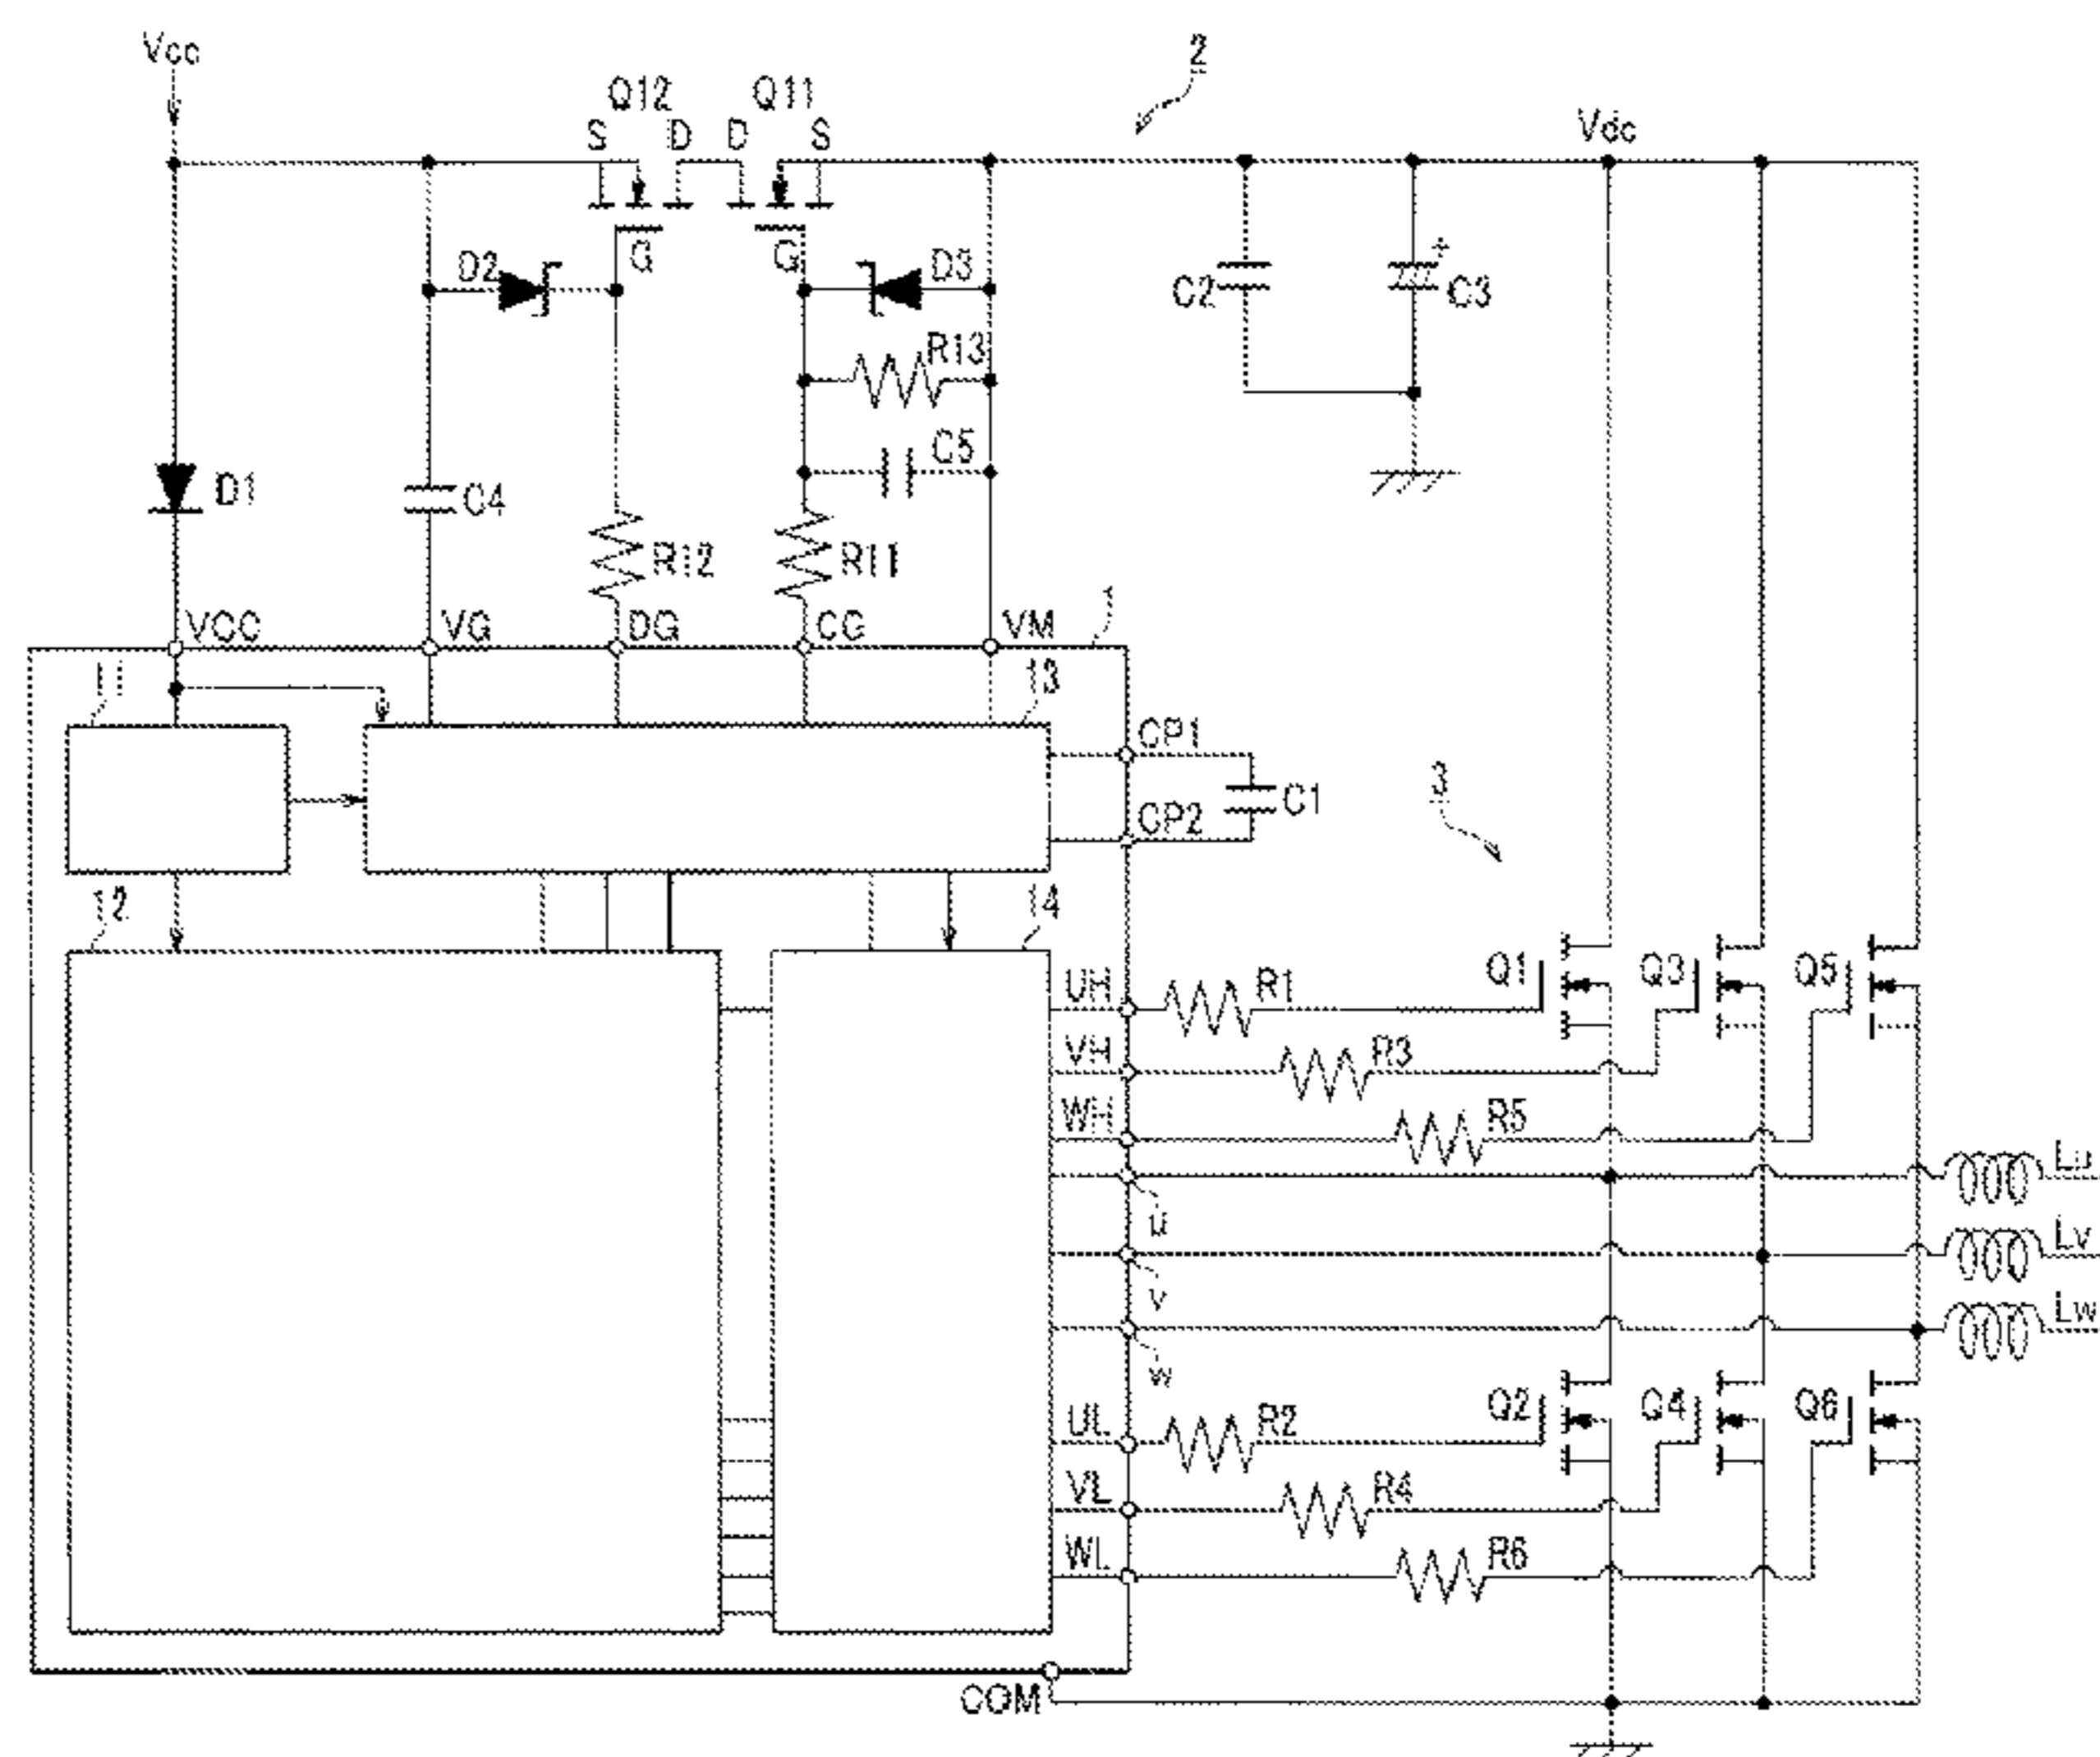 Vcc
2
Q12 Q11
S D D S
Vdc
G G
D2 D3
C2 C3
+
R13
C5
D1 C4
R12 R11
1
VCC VG DG CG VM
11 13
CP1
C1
CP2
3
12 14
UH R1 Q1 Q3 Q5
VH R3
WH R5
Lu
u
Lv
v
Lw
w
UL R2 Q2 Q4 Q6
VL R4
WL R6
COM